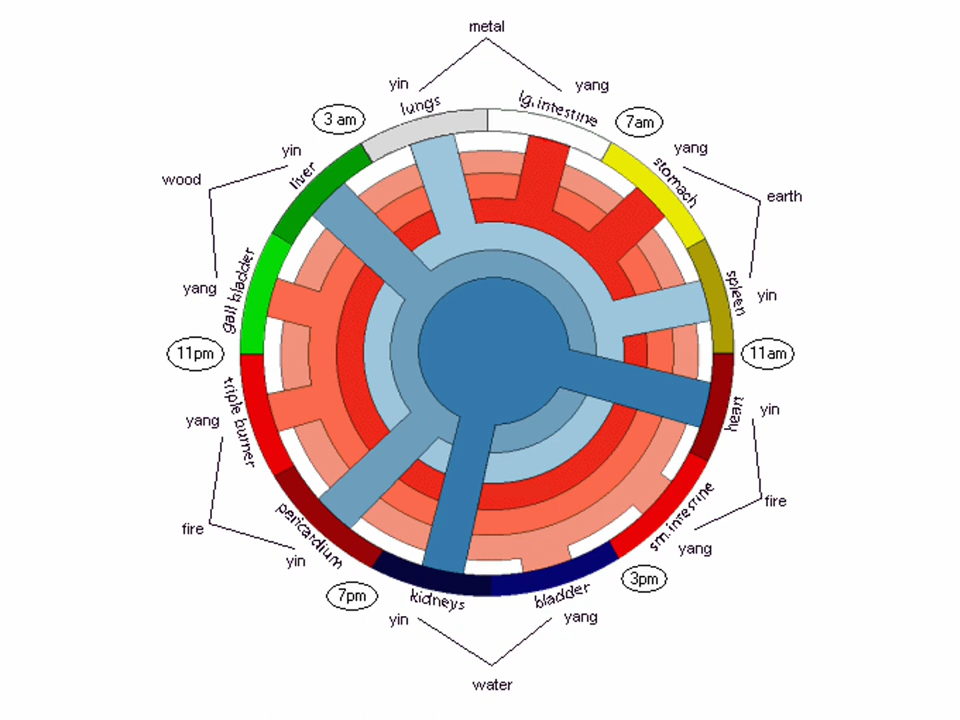 metal
yin
yang
lungs
lg.intestine
3 am
7am
yin
yang
liver
stomach
wood
earth
yang
gall bladder
spleen
yin
11pm
11am
triple burner
heart
yin
yang
fire
fire
pericardium
sm.intestine
yin
yang
7pm
3pm
kidneys
bladder
yin
yang
water